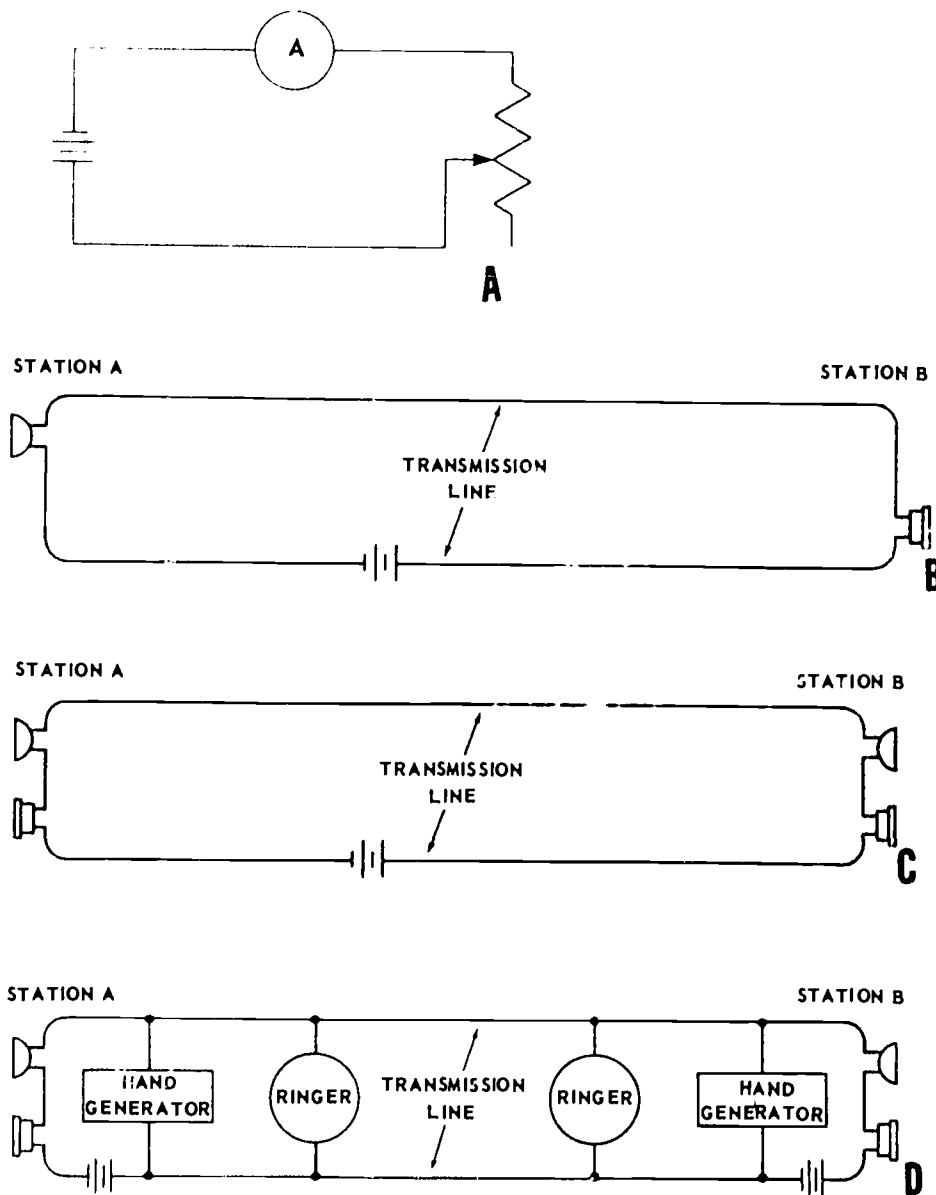 A
A
STATION A
STATION B
TRANSMISSION
LINE
B
STATION A
STATION B
TRANSMISSION
LINE
C
STATION A
STATION B
HAND
GENERATOR
RINGER
TRANSMISSION
LINE
RINGER
HAND
GENERATOR
D